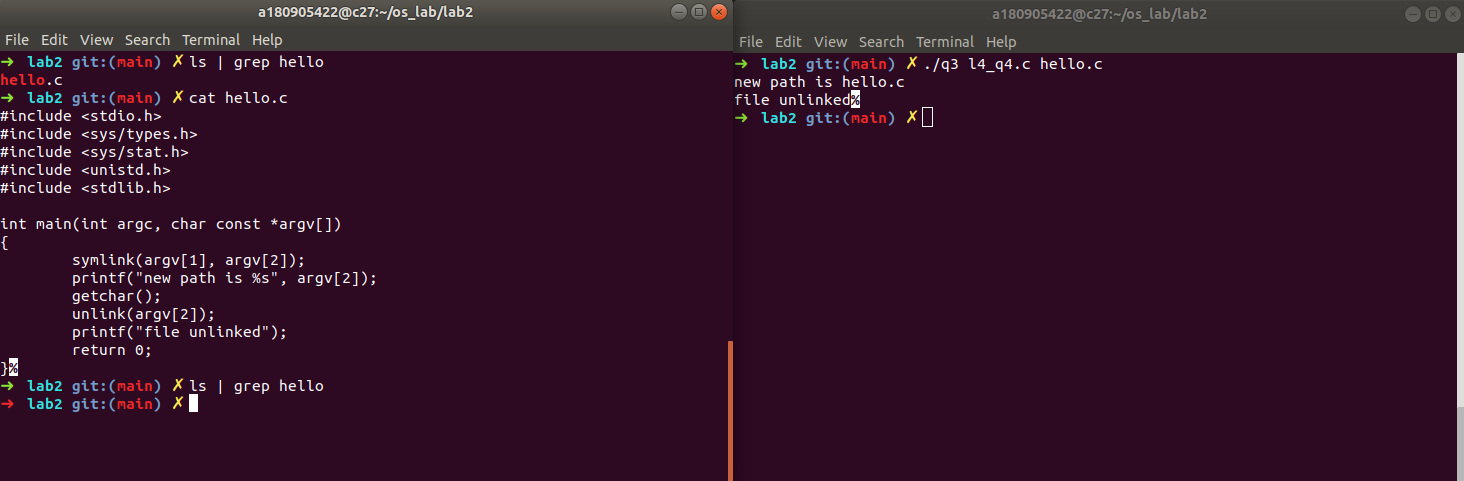 a180905422@c27:~/os_lab/lab2
File Edit View Search Terminal Help
➜ lab2 git:(main) ✗ ls | grep hello
hello.c
➜ lab2 git:(main) ✗ cat hello.c
#include <stdio.h>
#include <sys/types.h>
#include <sys/stat.h>
#include <unistd.h>
#include <stdlib.h>
int main(int argc, char const *argv[])
{
symlink(argv[1], argv[2]);
printf("new path is %s", argv[2]);
getchar();
unlink(argv[2]);
printf("file unlinked");
return 0;
}%
➜ lab2 git:(main) ✗ ls | grep hello
➜ lab2 git:(main) ✗
a180905422@c27:~/os_lab/lab2
File Edit View Search Terminal Help
➜ lab2 git:(main) ✗ ./q3 l4_q4.c hello.c
new path is hello.c
file unlinked%
➜ lab2 git:(main) ✗